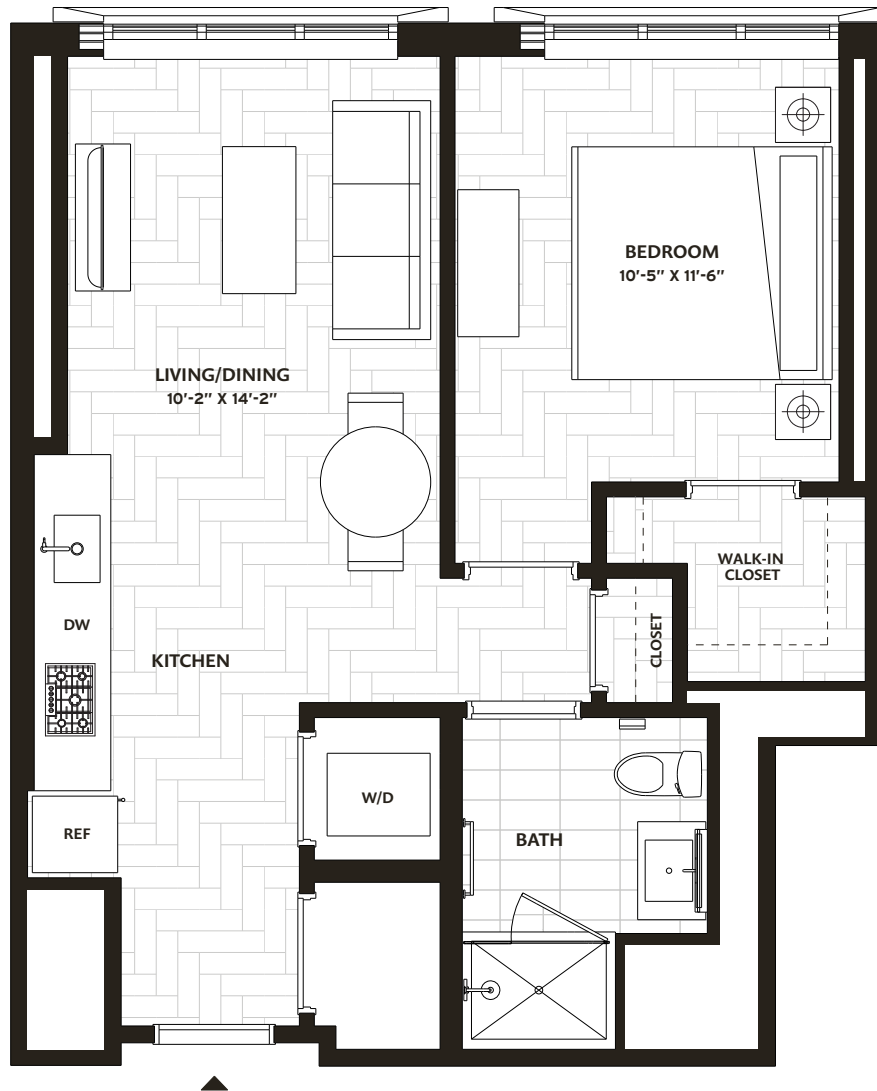 BEDROOM
10'-5" X 11'-6"
LIVING/DINING
10'-2" X 14'-2"
WALK-IN
CLOSET
DW
CLOSET
KITCHEN
W/D
REF
BATH